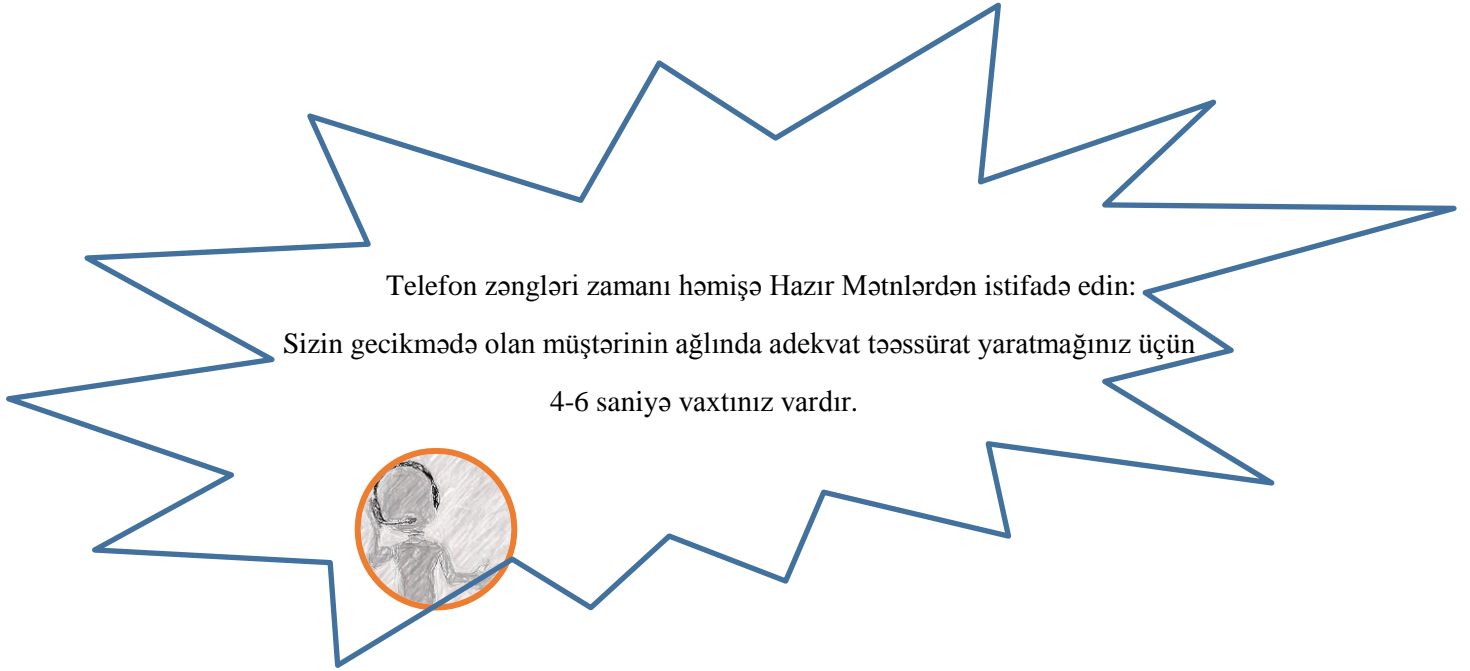 Telefon zəngləri zamanı həmişə Hazır Mətnlərdən istifadə edin:
Sizin gecikmədə olan müştərinin ağlında adekvat təəssürat yaratmağınız üçün
4-6 saniyə vaxtınız vardır.